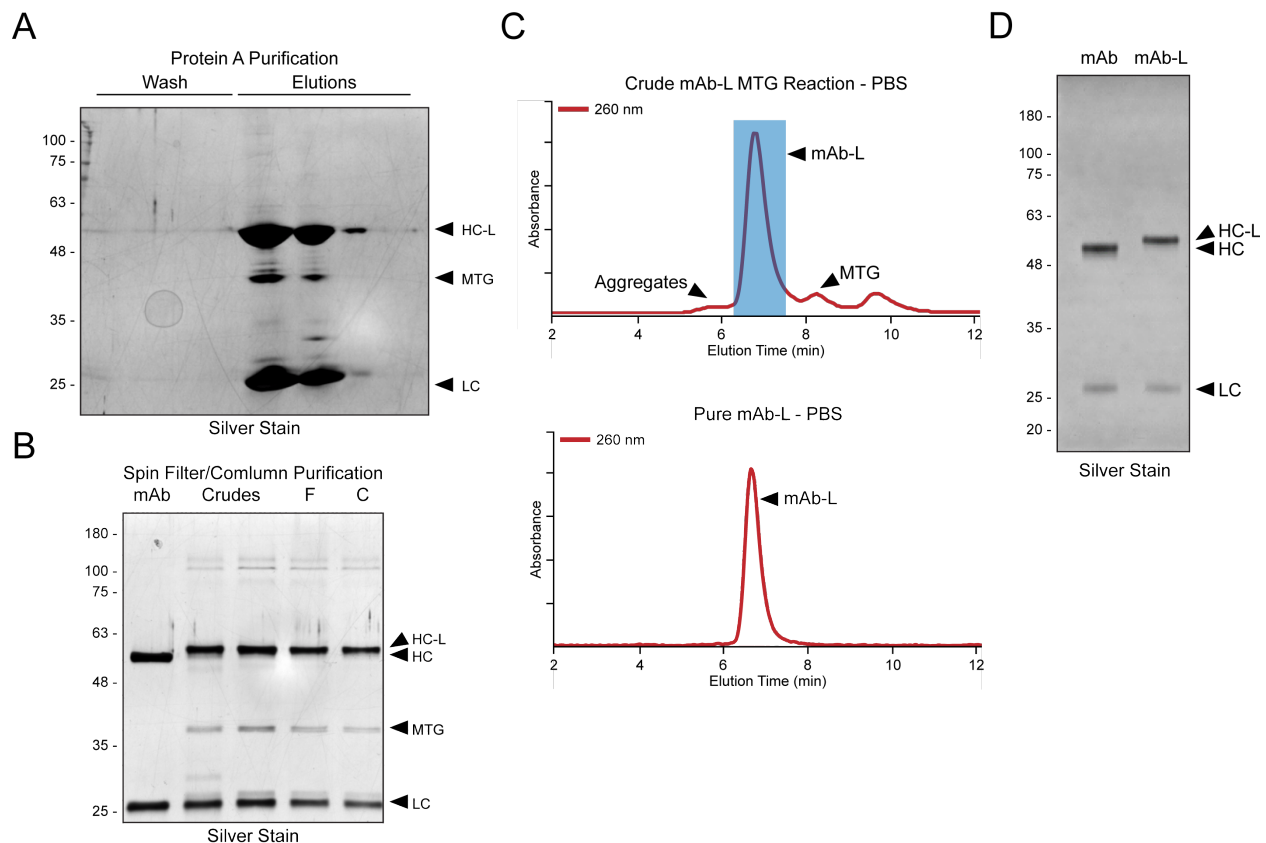 A
Protein A Purification
Wash Elutions
100 -
75 -
63 -
48 -
35 -
25 -
HC-L
MTG
LC
Silver Stain
B
Spin Filter/Comlumn Purification
mAb Crudes F C
180 -
100 -
75 -
63 -
48 -
35 -
25 -
HC-L
HC
MTG
LC
Silver Stain
C
Crude mAb-L MTG Reaction - PBS
260 nm
mAb-L
Aggregates
MTG
Absorbance
2 4 6 8 10 12
Elution Time (min)
Pure mAb-L - PBS
260 nm
mAb-L
Absorbance
2 4 6 8 10 12
Elution Time (min)
D
mAb mAb-L
180 -
100 -
75 -
63 -
48 -
35 -
25 -
20 -
HC-L
HC
LC
Silver Stain